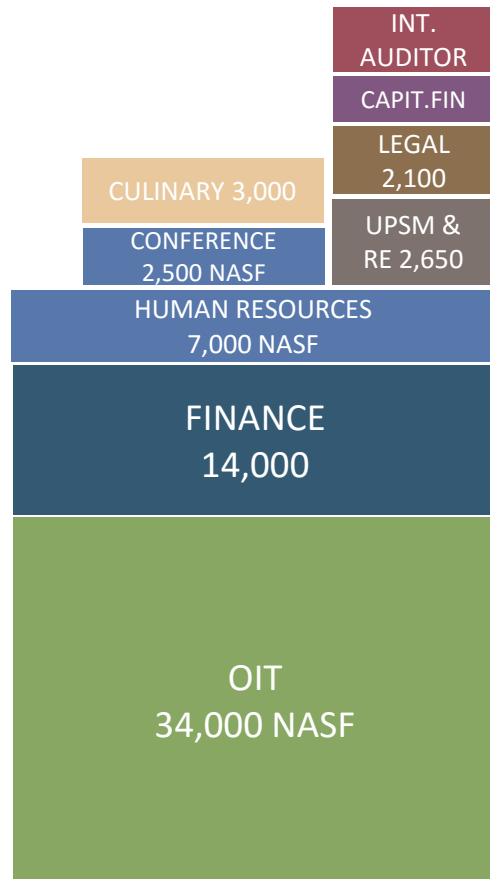 INT.
AUDITOR
CAPIT.FIN
LEGAL
2,100
CULINARY 3,000
UPSM &
RE 2,650
CONFERENCE
2,500 NASF
HUMAN RESOURCES
7,000 NASF
FINANCE
14,000
OIT
34,000 NASF